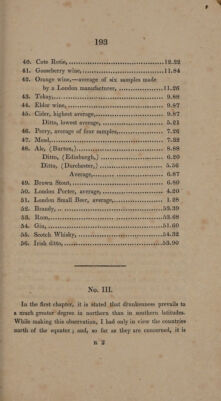 193
40. Cote Rotie, 12.32
41. Gooseberry wine, 11.84
42. Orange wine,—average of six samples made
by a London manufacturer, 11.26
43. Tokay, 9.88
44. Elder wine, 9.87
45. Cider, highest average, 9.87
Ditto, lowest average, 5.21
46. Perry, average of four samples, 7.26
47. Mead, 7.32
48. Ale, (Burton,) 8.88
Ditto, (Edinburgh,) 6.20
Ditto, (Dorchester,) 5.56
Average, 6.87
49. Brown Stout, 6.80
50. London Porter, average, 4.20
51. London Small Beer, average, 1.28
52. Brandy, 53.39
53. Rum, 53.68
54. Gin, 51.60
55. Scotch Whisky, 54.32
56. Irish ditto, 53.90
No. III.
In the first chapter, it is stated that drunkenness prevails to
a much greater degree in northern than in southern latitudes.
While making this observation, I had only in view the countries
north of the equator; and, so far as they are concerned, it is
R 2